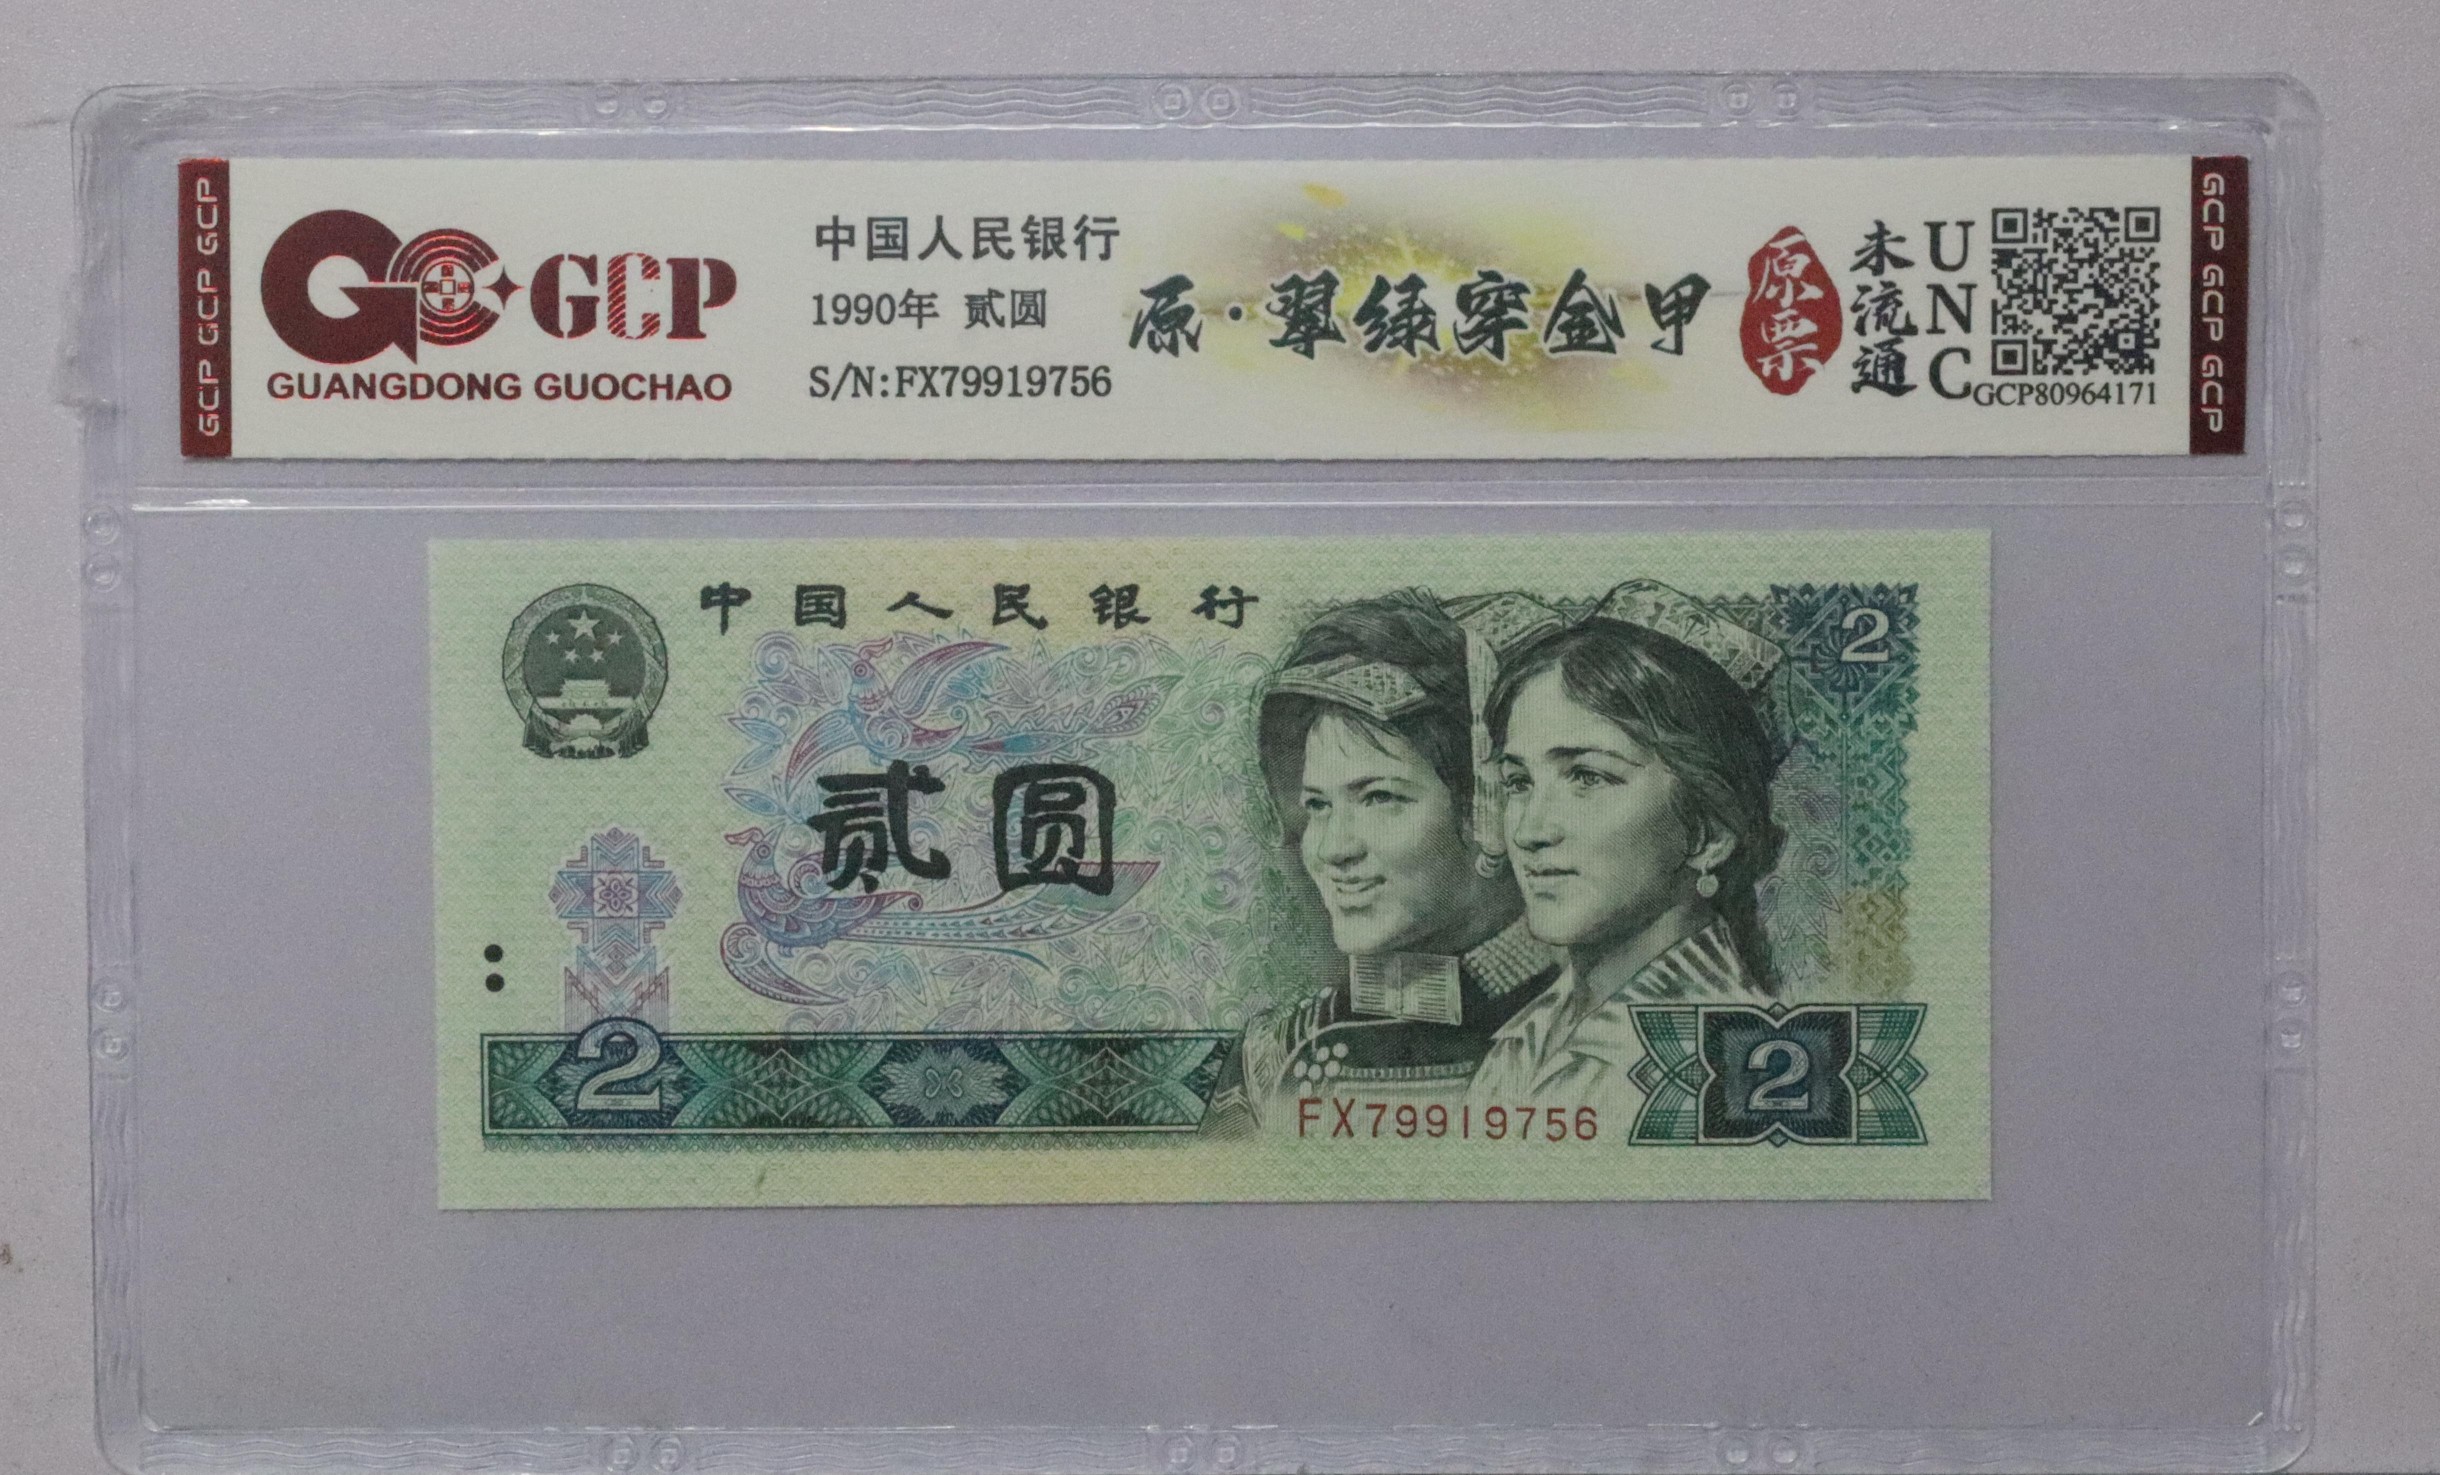 GCP GCP GCP
GCP
GUANGDONG GUOCHAO
中国人民银行
1990年 贰圆
S/N:FX79919756
原·翠绿穿金甲
原票
未流通
UNC
GCP80964171
GCP GCP GCP
中国人民银行
2
贰圆
2
FX79919756
2